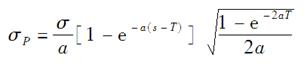 σ_P = σ/a [1 − e^{−a(s−T)}] √((1 − e^{−2aT})/(2a))